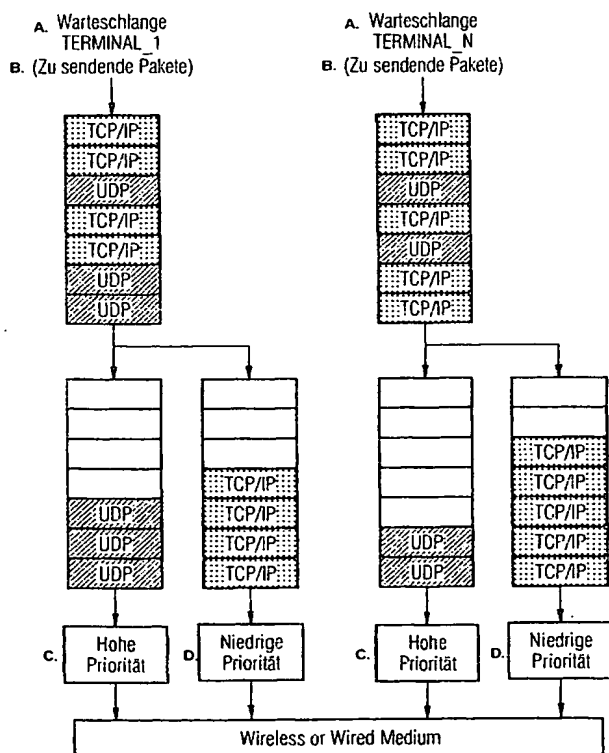 A. Warteschlange
TERMINAL_1
B. (Zu sendende Pakete)
TCP/IP
TCP/IP
UDP
TCP/IP
TCP/IP
UDP
UDP
UDP
UDP
UDP
TCP/IP
TCP/IP
TCP/IP
TCP/IP
C. Hohe
Priorität
D. Niedrige
Priorität
A. Warteschlange
TERMINAL_N
B. (Zu sendende Pakete)
TCP/IP
TCP/IP
UDP
TCP/IP
UDP
TCP/IP
TCP/IP
UDP
UDP
TCP/IP
TCP/IP
TCP/IP
TCP/IP
TCP/IP
C. Hohe
Priorität
D. Niedrige
Priorität
Wireless or Wired Medium